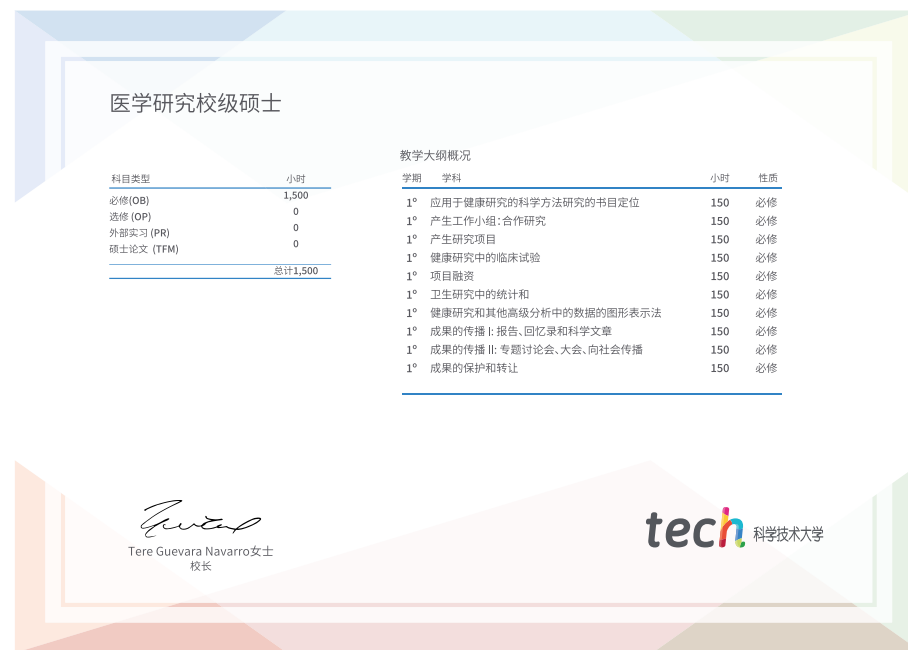 医学研究校级硕士
科目类型 小时
必修(OB) 1,500
选修 (OP) 0
外部实习 (PR) 0
硕士论文 (TFM) 0
总计1,500
教学大纲概况
学期 学科 小时 性质
1º 应用于健康研究的科学方法研究的书目定位 150 必修
1º 产生工作小组:合作研究 150 必修
1º 产生研究项目 150 必修
1º 健康研究中的临床试验 150 必修
1º 项目融资 150 必修
1º 卫生研究中的统计和 150 必修
1º 健康研究和其他高级分析中的数据的图形表示法 150 必修
1º 成果的传播 I: 报告、回忆录和科学文章 150 必修
1º 成果的传播 II: 专题讨论会、大会、向社会传播 150 必修
1º 成果的保护和转让 150 必修
Tere Guevara Navarro女士
校长
tech 科学技术大学